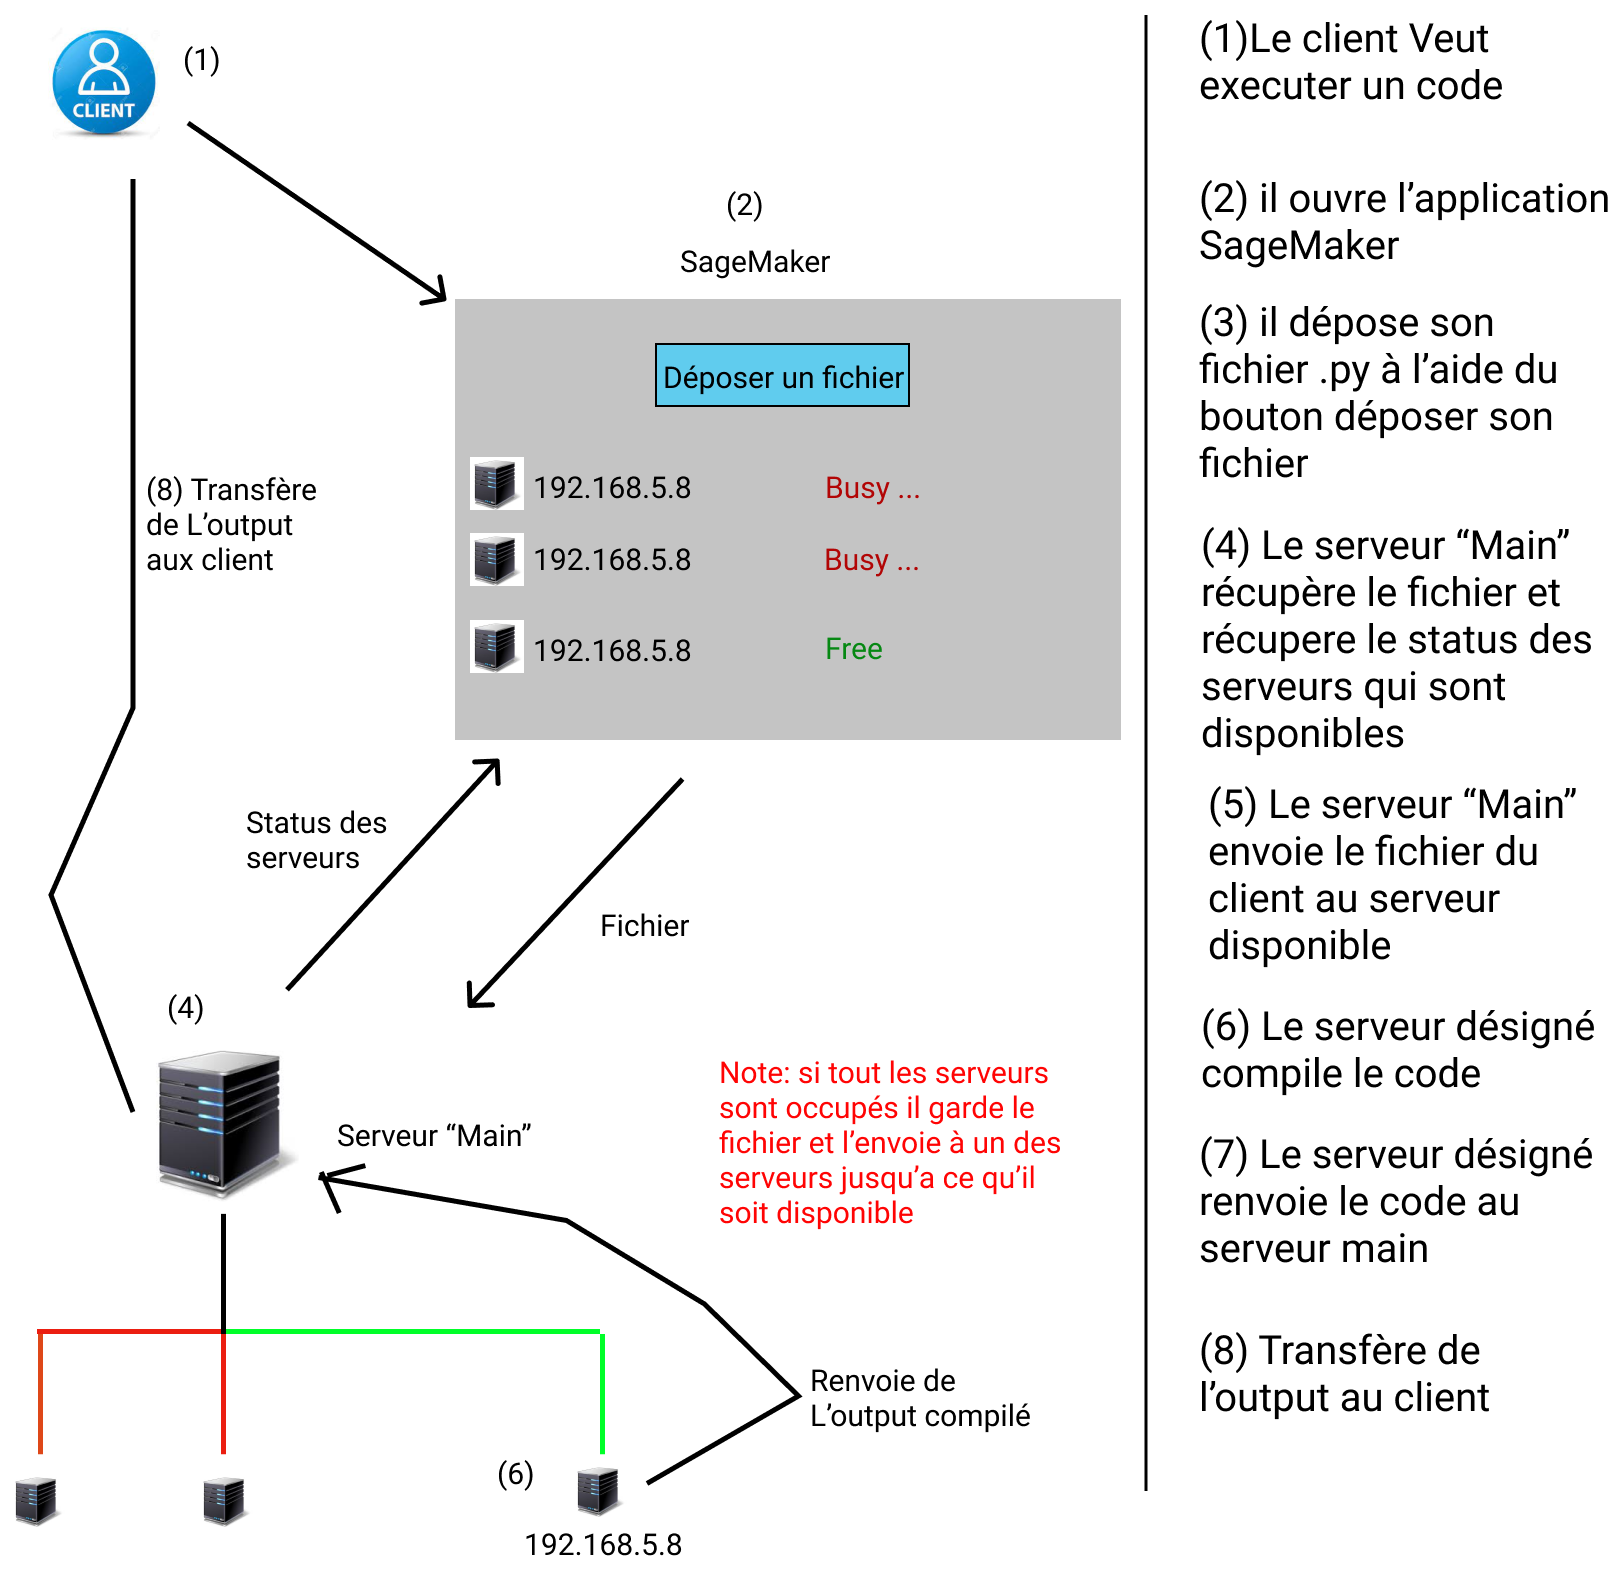 (1)
CLIENT
(2)
SageMaker
Déposer un fichier
192.168.5.8 Busy ...
192.168.5.8 Busy ...
192.168.5.8 Free
(8) Transfère
de L’output
aux client
Status des
serveurs
Fichier
(4)
Serveur “Main”
Note: si tout les serveurs
sont occupés il garde le
fichier et l’envoie à un des
serveurs jusqu’a ce qu’il
soit disponible
Renvoie de
L’output compilé
(6)
192.168.5.8
(1)Le client Veut
executer un code
(2) il ouvre l’application
SageMaker
(3) il dépose son
fichier .py à l’aide du
bouton déposer son
fichier
(4) Le serveur “Main”
récupère le fichier et
récupere le status des
serveurs qui sont
disponibles
(5) Le serveur “Main”
envoie le fichier du
client au serveur
disponible
(6) Le serveur désigné
compile le code
(7) Le serveur désigné
renvoie le code au
serveur main
(8) Transfère de
l’output au client